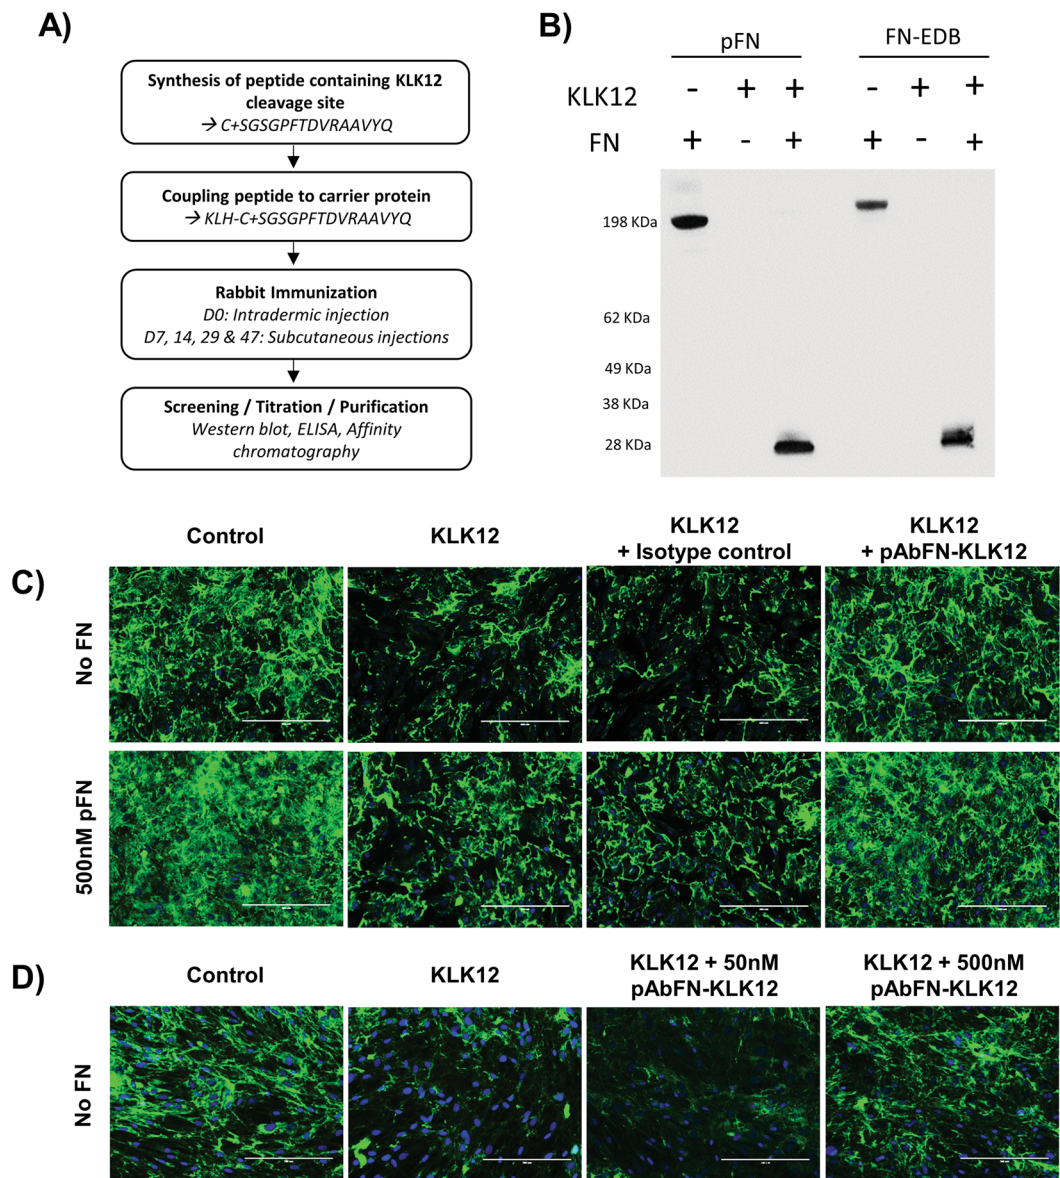 A)
Synthesis of peptide containing KLK12
cleavage site
→ C+SGSGPFTDVRAAVYQ
Coupling peptide to carrier protein
→ KLH-C+SGSGPFTDVRAAVYQ
Rabbit Immunization
D0: Intradermic injection
D7, 14, 29 & 47: Subcutaneous injections
Screening / Titration / Purification
Western blot, ELISA, Affinity
chromatography
B)
pFN FN-EDB
KLK12 - + + - + +
FN + - + + - +
198 KDa
62 KDa
49 KDa
38 KDa
28 KDa
C)
Control KLK12 KLK12 + Isotype control KLK12 + pAbFN-KLK12
No FN
500nM pFN
D)
Control KLK12 KLK12 + 50nM pAbFN-KLK12 KLK12 + 500nM pAbFN-KLK12
No FN